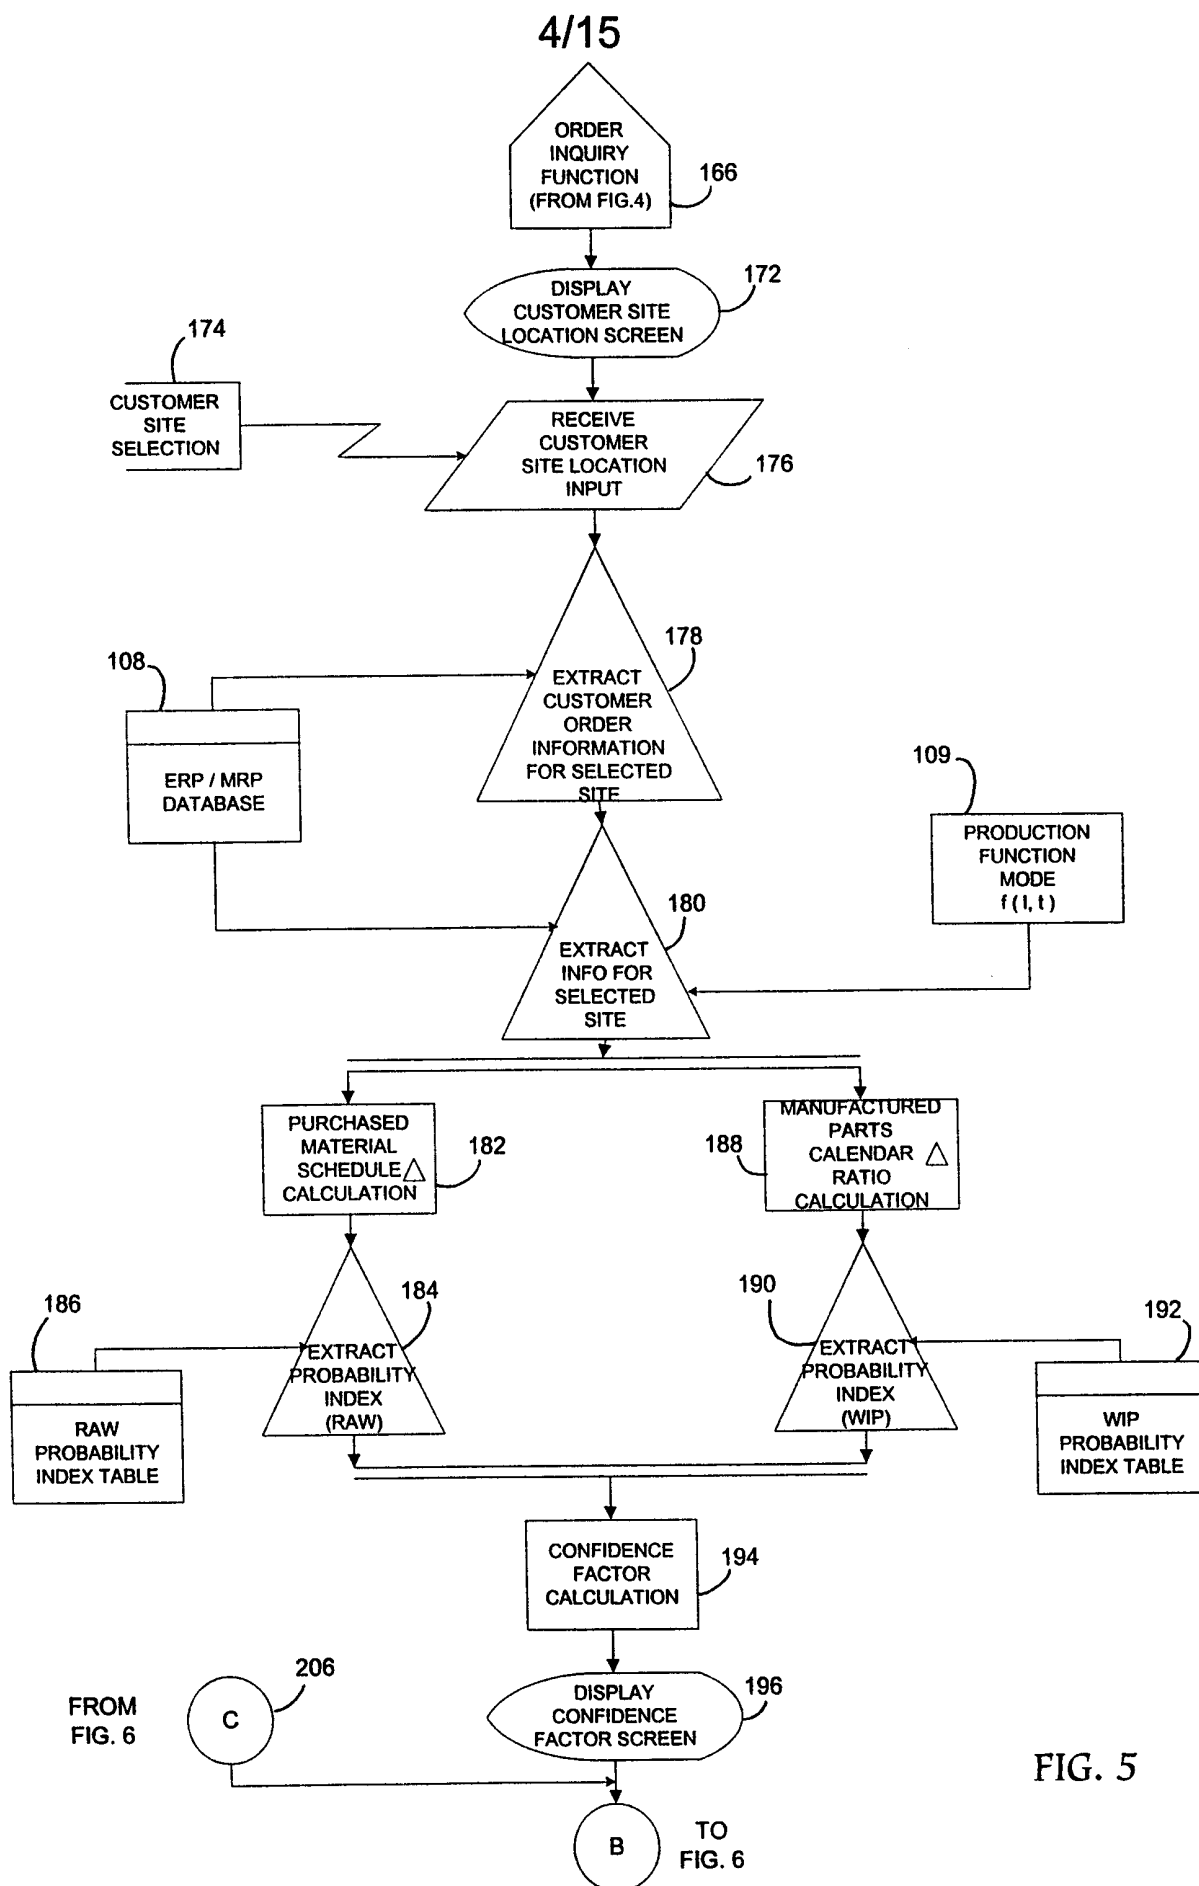 4/15
ORDER
INQUIRY
FUNCTION
(FROM FIG.4)
166
DISPLAY
CUSTOMER SITE
LOCATION SCREEN
172
174
CUSTOMER
SITE
SELECTION
RECEIVE
CUSTOMER
SITE LOCATION
INPUT
176
108
ERP / MRP
DATABASE
178
EXTRACT
CUSTOMER
ORDER
INFORMATION
FOR SELECTED
SITE
109
PRODUCTION
FUNCTION
MODE
f ( I, t )
180
EXTRACT
INFO FOR
SELECTED
SITE
PURCHASED
MATERIAL
SCHEDULE △
CALCULATION
182
188
MANUFACTURED
PARTS
CALENDAR △
RATIO
CALCULATION
186
RAW
PROBABILITY
INDEX TABLE
184
EXTRACT
PROBABILITY
INDEX
(RAW)
190
EXTRACT
PROBABILITY
INDEX
(WIP)
192
WIP
PROBABILITY
INDEX TABLE
CONFIDENCE
FACTOR
CALCULATION
194
FROM
FIG. 6
C
206
DISPLAY
CONFIDENCE
FACTOR SCREEN
196
B
TO
FIG. 6
FIG. 5